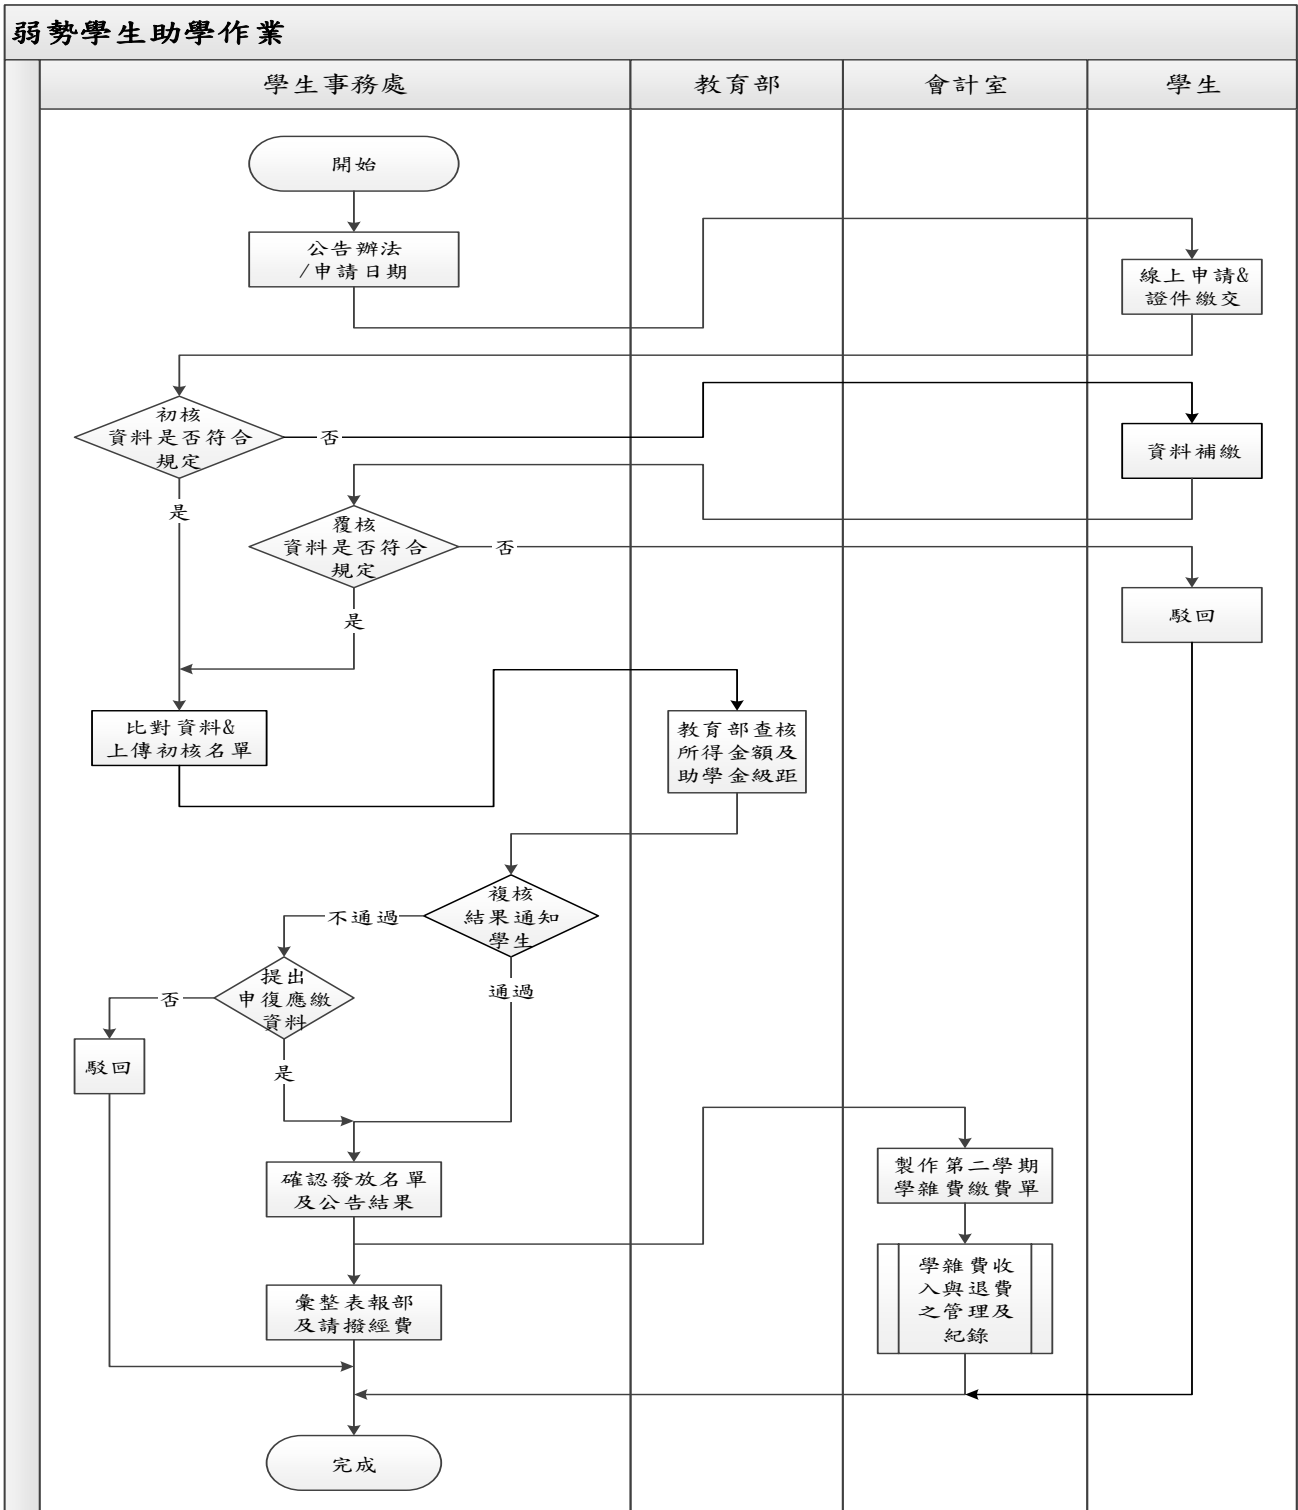 弱勢學生助學作業
學生事務處
教育部
會計室
學生
開始
公告辦法
/申請日期
線上申請&
證件繳交
初核
資料是否符合
規定
否
資料補繳
是
覆核
資料是否符合
規定
否
駁回
是
比對資料&
上傳初核名單
教育部查核
所得金額及
助學金級距
複核
結果通知
學生
不通過
通過
提出
申復應繳
資料
否
駁回
是
確認發放名單
及公告結果
製作第二學期
學雜費繳費單
學雜費收
入與退費
之管理及
紀錄
彙整表報部
及請撥經費
完成